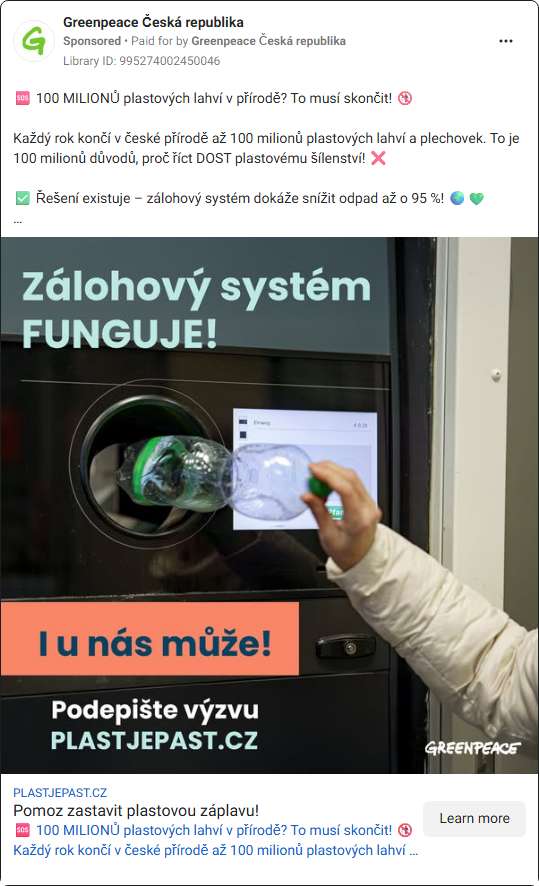 Greenpeace Česká republika
Sponsored • Paid for by Greenpeace Česká republika
Library ID: 995274002450046
🆘 100 MILIONŮ plastových lahví v přírodě? To musí skončit! 🚯
Každý rok končí v české přírodě až 100 milionů plastových lahví a plechovek. To je
100 milionů důvodů, proč říct DOST plastovému šílenství! ❌
✅ Řešení existuje – zálohový systém dokáže snížit odpad až o 95 %! 🌍 💚
...
Zálohový systém
FUNGUJE!
Einweg
I u nás může!
Podepište výzvu
PLASTJEPAST.CZ
GREENPEACE
PLASTJEPAST.CZ
Pomoz zastavit plastovou záplavu!
🆘 100 MILIONŮ plastových lahví v přírodě? To musí skončit! 🚯
Každý rok končí v české přírodě až 100 milionů plastových lahví ...
Learn more